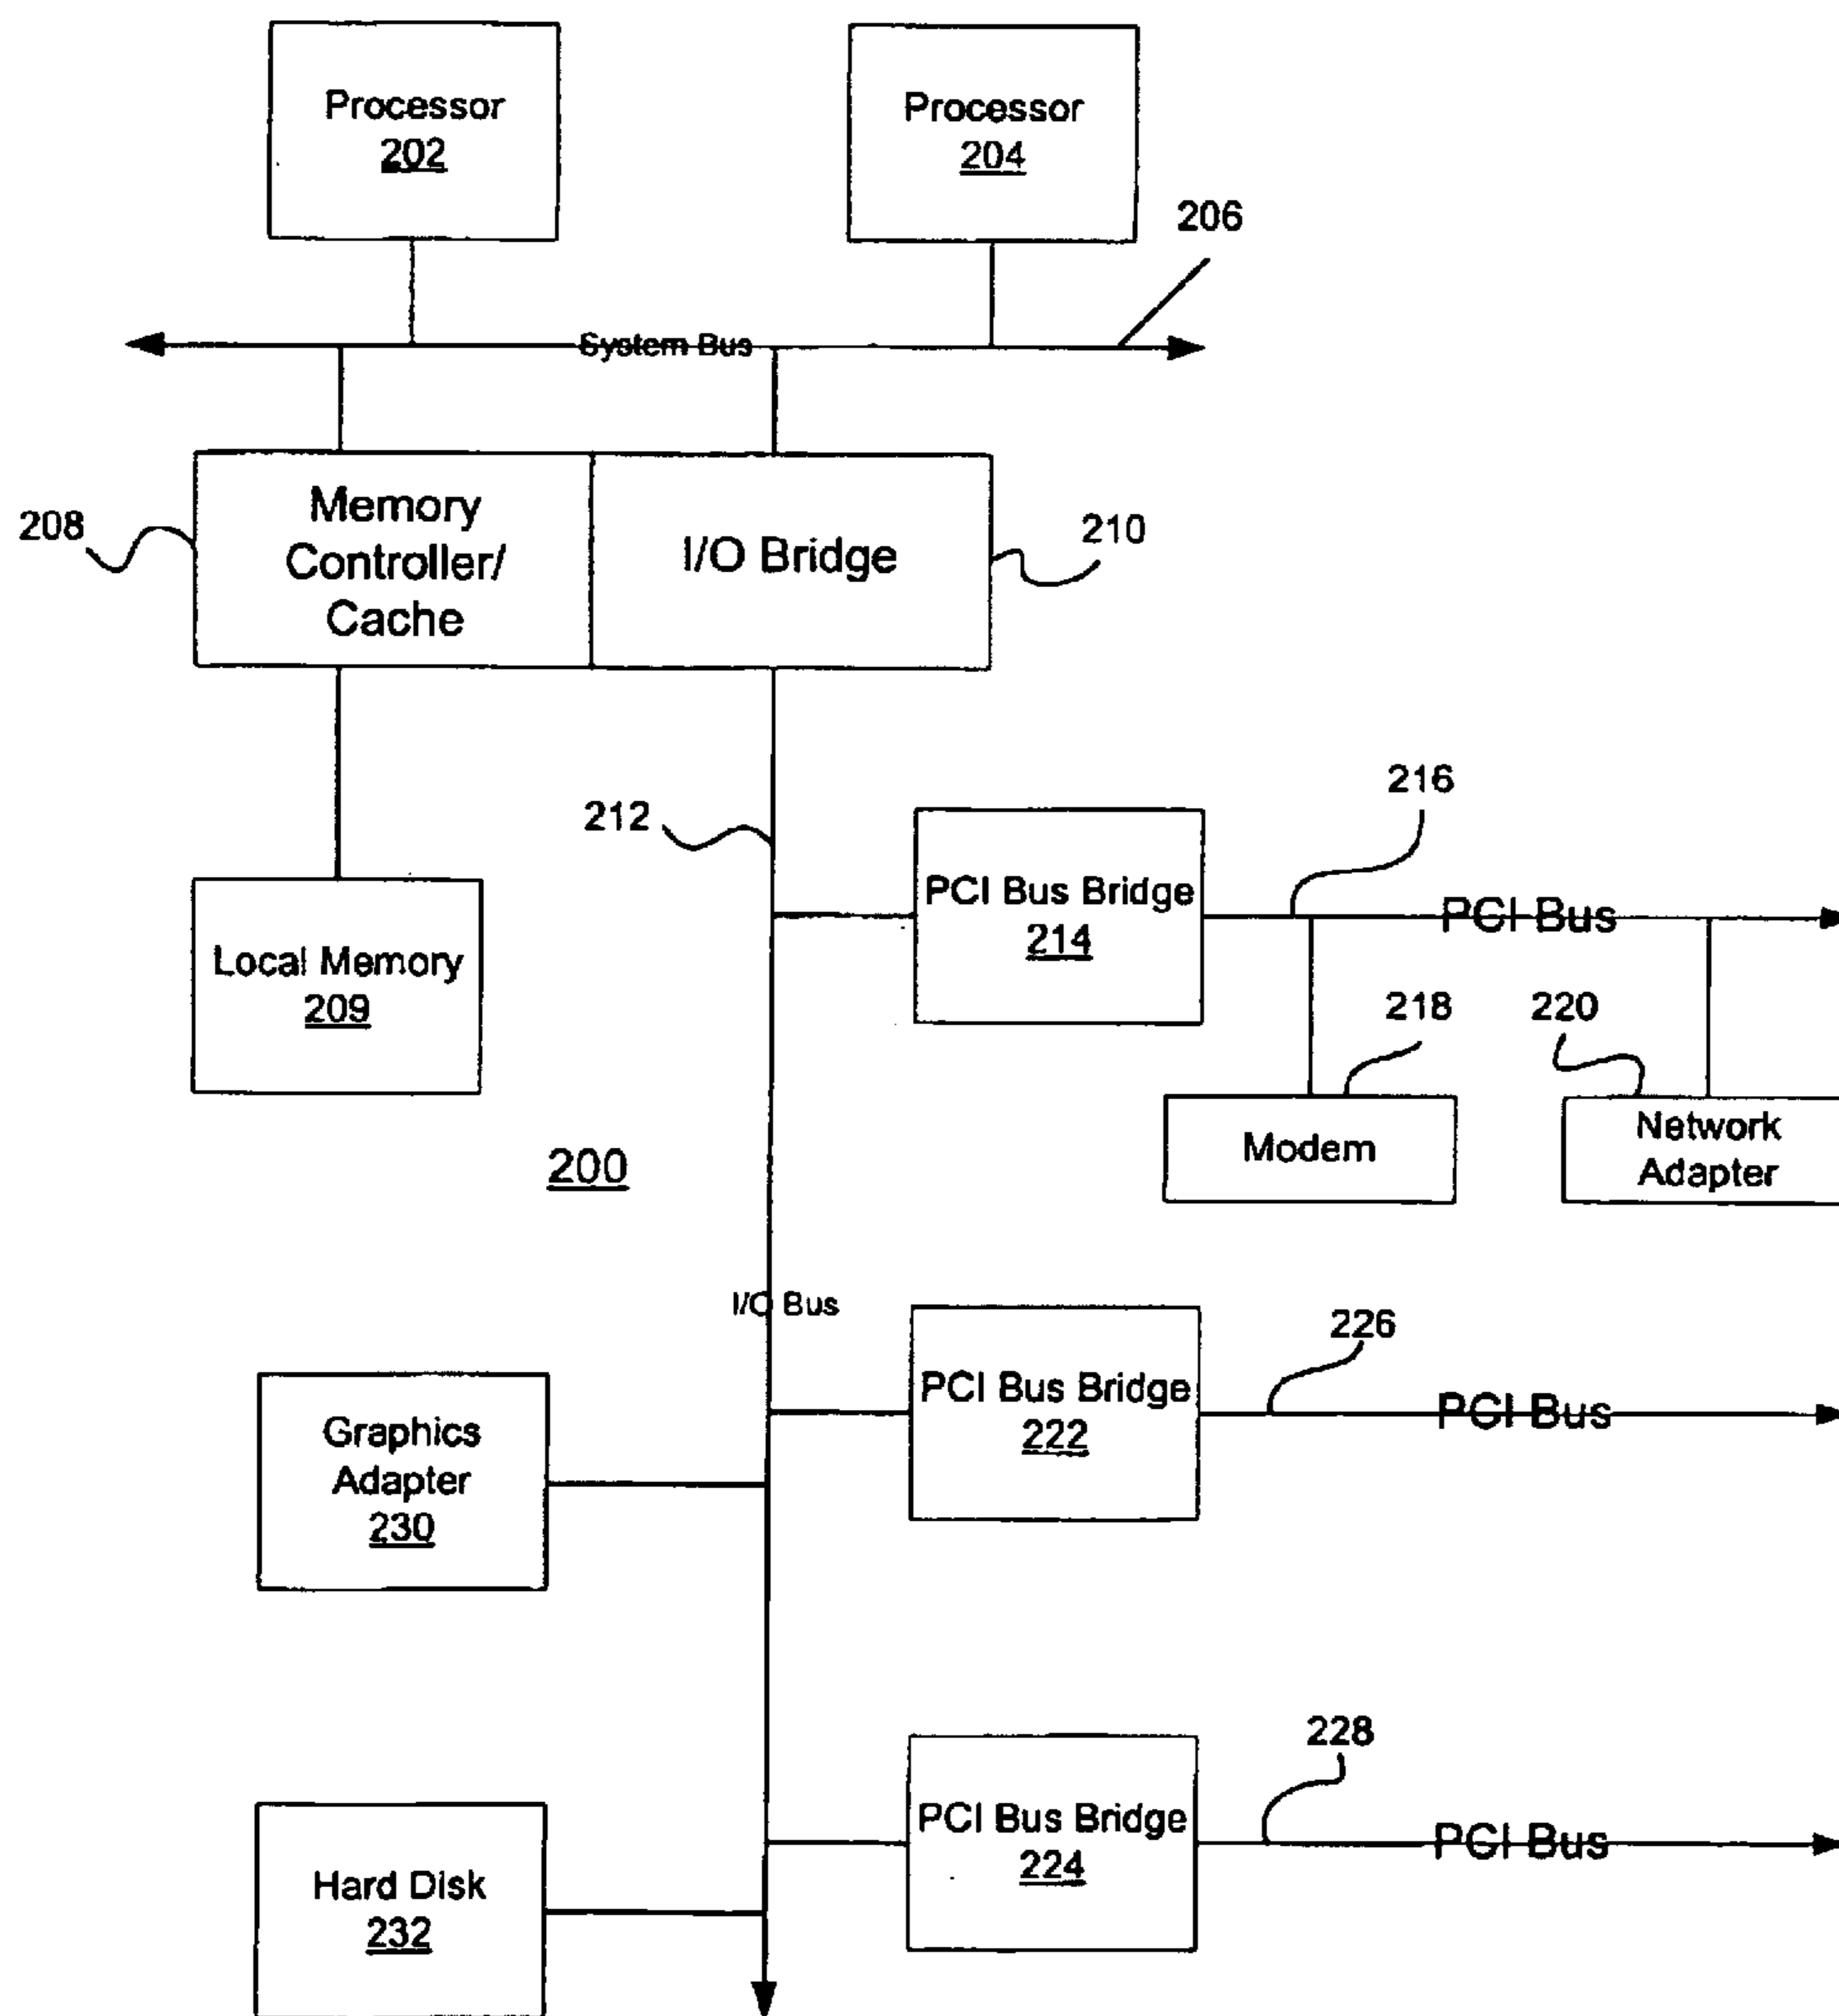 Processor
202
Processor
204
206
System Bus
208
Memory
Controller/
Cache
I/O Bridge
210
212
216
PCI Bus Bridge
214
PCI Bus
Local Memory
209
218
220
Modem
Network
Adapter
200
I/O Bus
226
PCI Bus Bridge
222
PCI Bus
Graphics
Adapter
230
228
PCI Bus Bridge
224
PCI Bus
Hard Disk
232